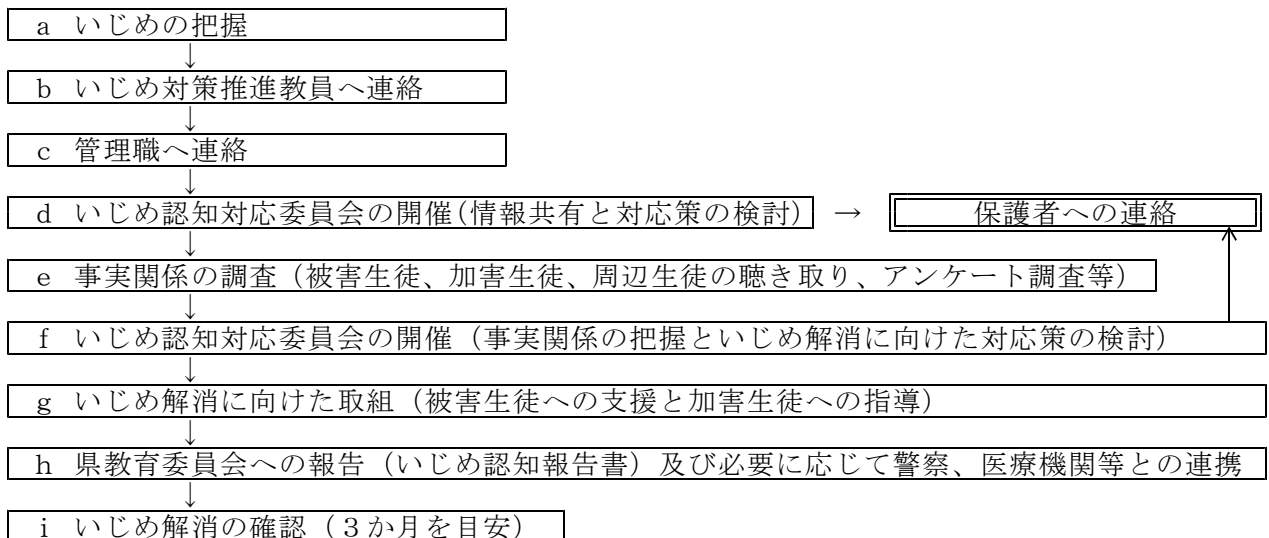 a いじめの把握
↓
b いじめ対策推進教員へ連絡
↓
c 管理職へ連絡
↓
d いじめ認知対応委員会の開催(情報共有と対応策の検討) → 保護者への連絡
↓
e 事実関係の調査（被害生徒、加害生徒、周辺生徒の聴き取り、アンケート調査等）
↓
f いじめ認知対応委員会の開催（事実関係の把握といじめ解消に向けた対応策の検討）
↓
g いじめ解消に向けた取組（被害生徒への支援と加害生徒への指導）
↓
h 県教育委員会への報告（いじめ認知報告書）及び必要に応じて警察、医療機関等との連携
↓
i いじめ解消の確認（３か月を目安）